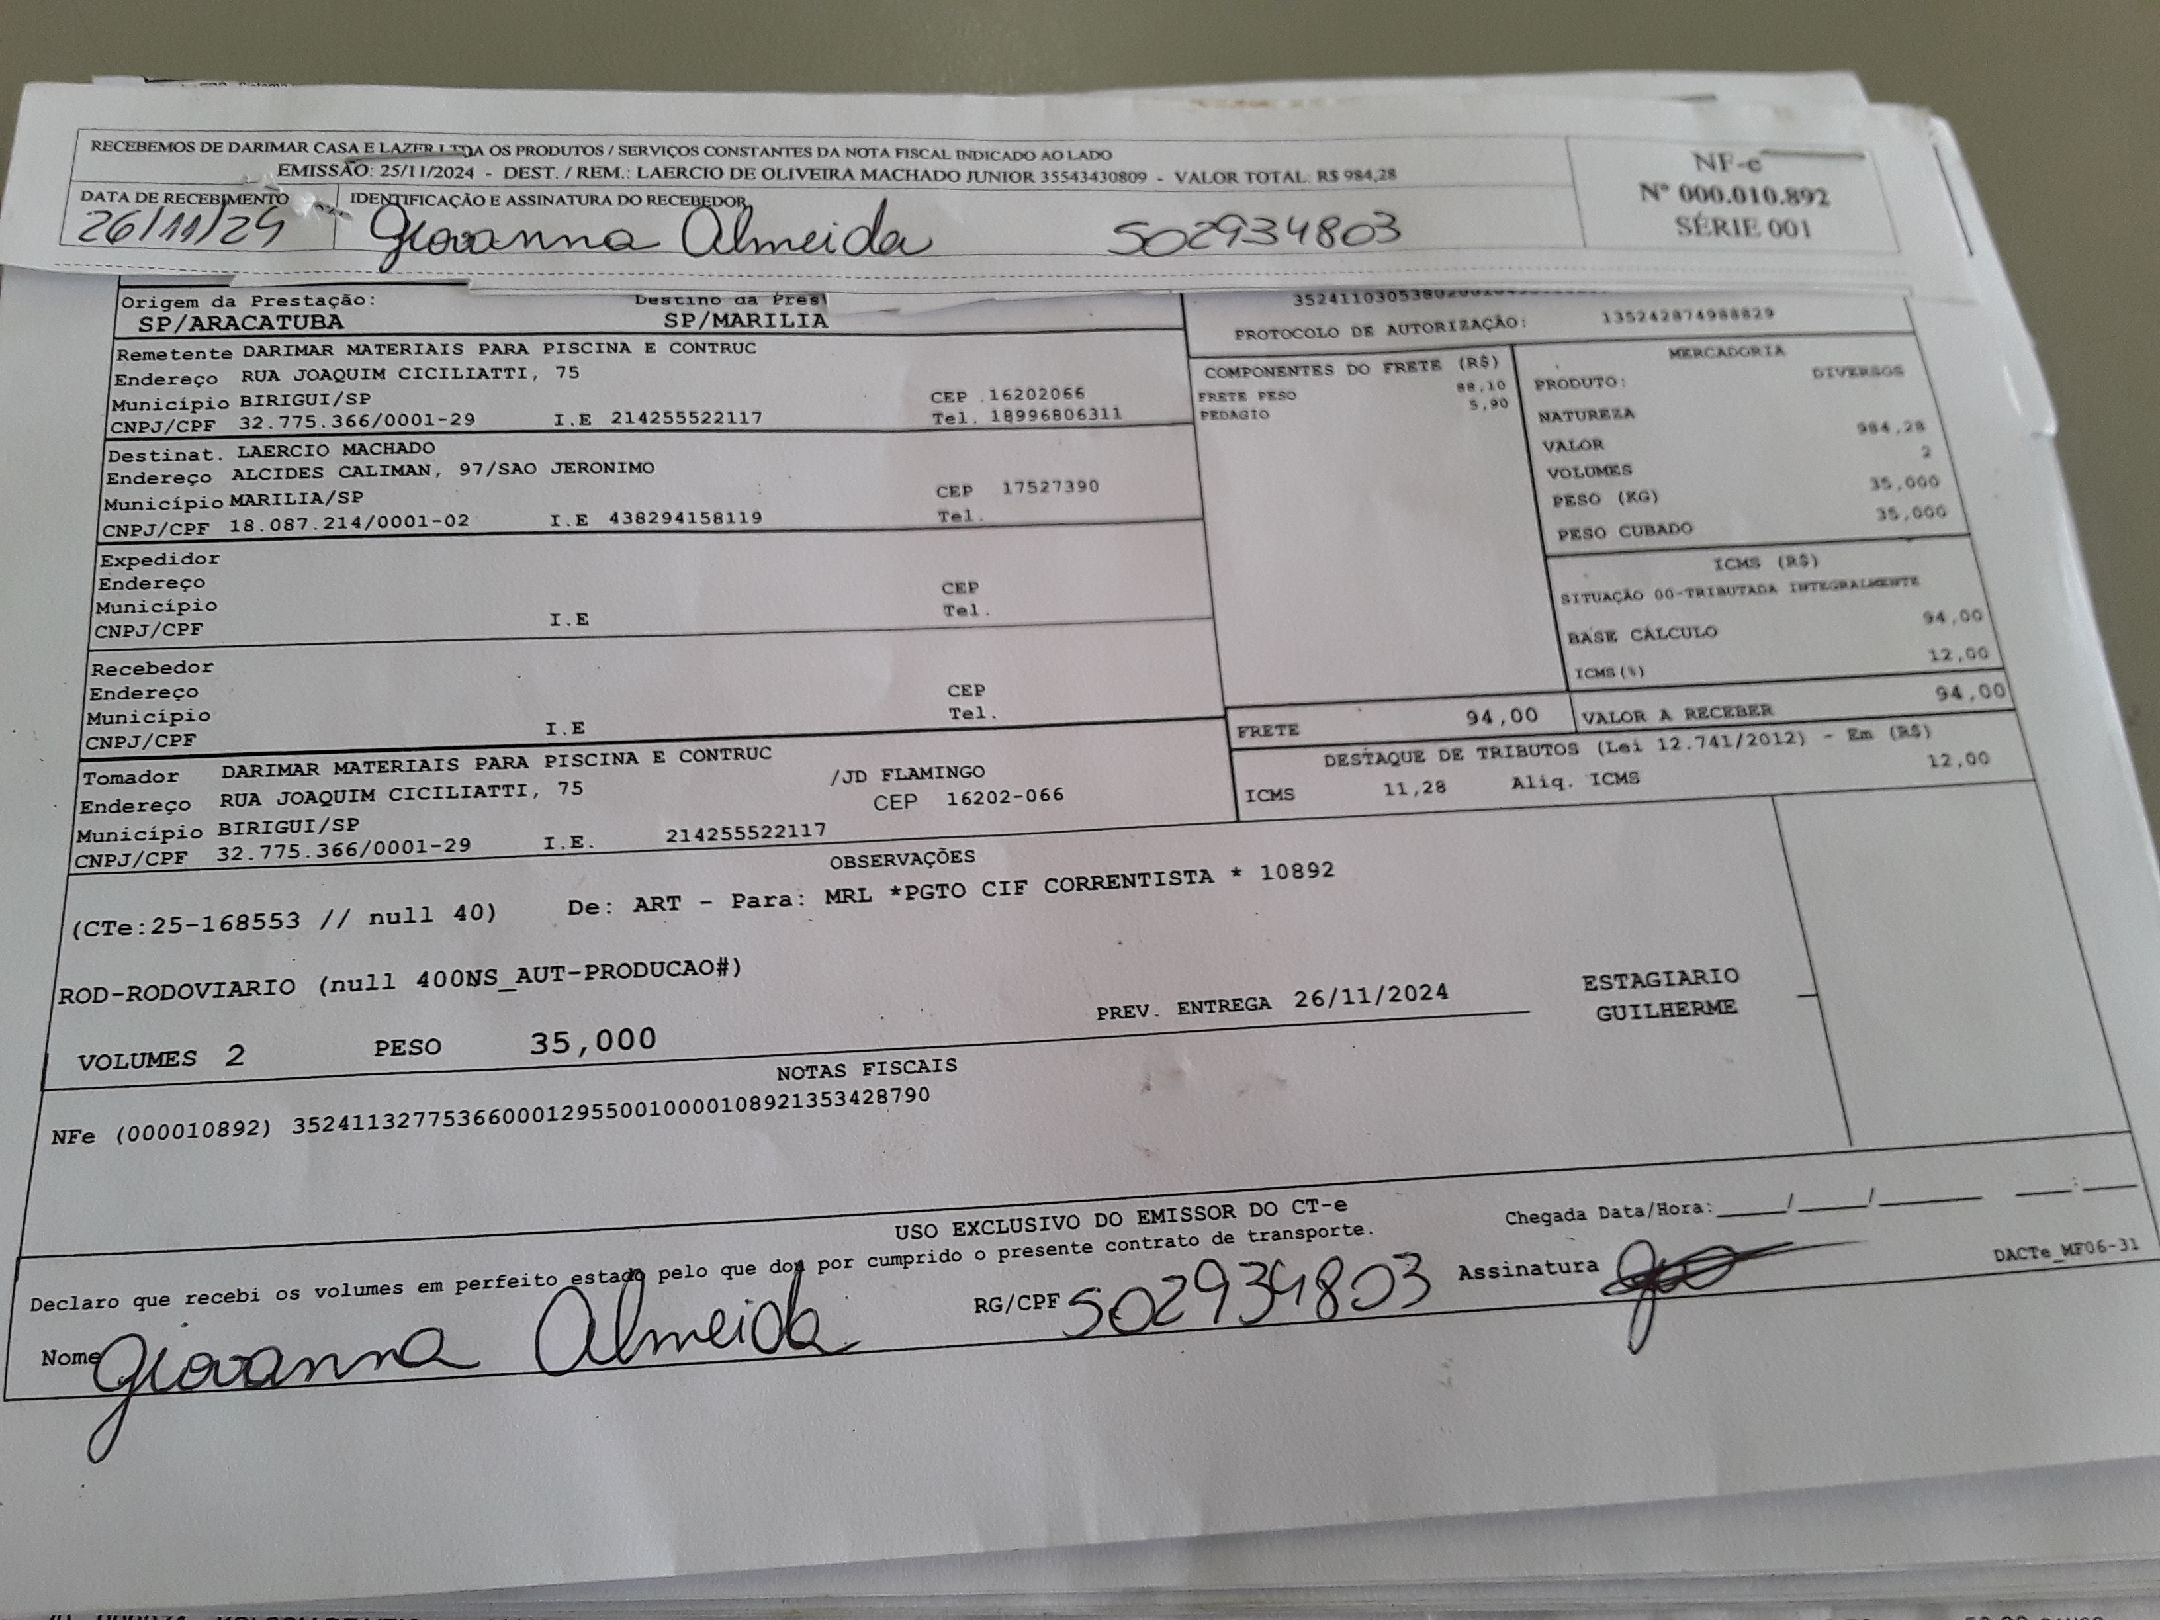 RECEBEMOS DE DARIMAR CASA E LAZER LTDA OS PRODUTOS / SERVIÇOS CONSTANTES DA NOTA FISCAL INDICADO AO LADO
EMISSÃO: 25/11/2024 - DEST. / REM.: LAERCIO DE OLIVEIRA MACHADO JUNIOR 35543430809 - VALOR TOTAL: R$ 984,28
NF-e
Nº 000.010.892
SÉRIE 001
DATA DE RECEBIMENTO
IDENTIFICAÇÃO E ASSINATURA DO RECEBEDOR
26/11/24 Giovanna Almeida 502934803
Origem da Prestação:
SP/ARACATUBA
Destino da Pres
SP/MARILIA
PROTOCOLO DE AUTORIZAÇÃO: 135242874988829
Remetente DARIMAR MATERIAIS PARA PISCINA E CONTRUC
Endereço RUA JOAQUIM CICILIATTI, 75
Município BIRIGUI/SP CEP 16202066
CNPJ/CPF 32.775.366/0001-29 I.E 214255522117 Tel. 18996806311
Destinat. LAERCIO MACHADO
Endereço ALCIDES CALIMAN, 97/SAO JERONIMO
Município MARILIA/SP CEP 17527390
CNPJ/CPF 18.087.214/0001-02 I.E 438294158119 Tel.
Expedidor
Endereço CEP
Município Tel.
CNPJ/CPF I.E
Recebedor
Endereço CEP
Município Tel.
CNPJ/CPF I.E
Tomador DARIMAR MATERIAIS PARA PISCINA E CONTRUC
Endereço RUA JOAQUIM CICILIATTI, 75 /JD FLAMINGO
Município BIRIGUI/SP CEP 16202-066
CNPJ/CPF 32.775.366/0001-29 I.E. 214255522117
COMPONENTES DO FRETE (R$)
FRETE PESO 88,10
PEDAGIO 5,90
MERCADORIA
PRODUTO: DIVERSOS
NATUREZA
VALOR 984,28
VOLUMES 2
PESO (KG) 35,000
PESO CUBADO 35,000
ICMS (R$)
SITUAÇÃO 00-TRIBUTADA INTEGRALMENTE
BASE CÁLCULO 94,00
ICMS(%) 12,00
FRETE 94,00 VALOR A RECEBER 94,00
DESTAQUE DE TRIBUTOS (Lei 12.741/2012) - Em (R$)
ICMS 11,28 Aliq. ICMS 12,00
OBSERVAÇÕES
(CTe:25-168553 // null 40) De: ART - Para: MRL *PGTO CIF CORRENTISTA * 10892
ROD-RODOVIARIO (null 400NS_AUT-PRODUCAO#)
VOLUMES 2 PESO 35,000 PREV. ENTREGA 26/11/2024
ESTAGIARIO
GUILHERME
NOTAS FISCAIS
NFe (000010892) 35241132775366000129550010000108921353428790
USO EXCLUSIVO DO EMISSOR DO CT-e
Declaro que recebi os volumes em perfeito estado pelo que dou por cumprido o presente contrato de transporte.
Chegada Data/Hora:_____/_____/________ ____:____
Nome Giovanna Almeida RG/CPF 502934803 Assinatura
DACTe_MF06-31